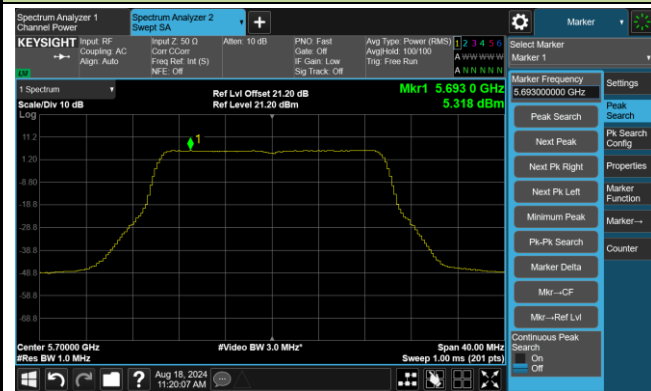 Spectrum Analyzer 1
Channel Power
Spectrum Analyzer 2
Swept SA
+
Marker
KEYSIGHT
Input: RF
Coupling: AC
Align: Auto
Input Z: 50 Ω
Corr CCorr
Freq Ref: Int (S)
NFE: Off
Atten: 10 dB
PNO: Fast
Gate: Off
IF Gain: Low
Sig Track: Off
Avg Type: Power (RMS)
Avg|Hold: 100/100
Trig: Free Run
1 2 3 4 5 6
A W W W W W
A N N N N N
LXI
Select Marker
Marker 1
1 Spectrum
Scale/Div 10 dB
Log
Ref Lvl Offset 21.20 dB
Ref Level 21.20 dBm
Mkr1 5.693 0 GHz
5.318 dBm
11.2
1.20
-8.80
-18.8
-28.8
-38.8
-48.8
-58.8
-68.8
1
Center 5.70000 GHz
#Res BW 1.0 MHz
#Video BW 3.0 MHz*
Span 40.00 MHz
Sweep 1.00 ms (201 pts)
Marker Frequency
5.693000000 GHz
Peak Search
Next Peak
Next Pk Right
Next Pk Left
Minimum Peak
Pk-Pk Search
Marker Delta
Mkr→CF
Mkr→Ref Lvl
Continuous Peak
Search
On
Off
Settings
Peak
Search
Pk Search
Config
Properties
Marker
Function
Marker→
Counter
?
Aug 18, 2024
11:20:07 AM